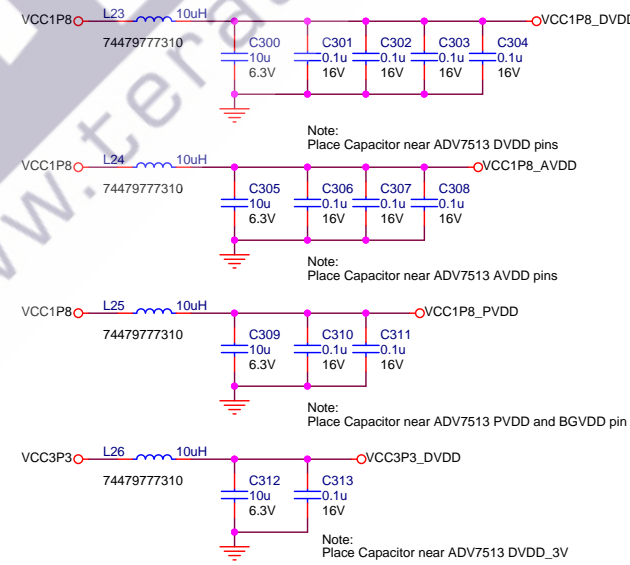 VCC1P8 L23 10uH VCC1P8_DVDD
74479777310
C300 C301 C302 C303 C304
10u 0.1u 0.1u 0.1u 0.1u
6.3V 16V 16V 16V 16V
Note:
Place Capacitor near ADV7513 DVDD pins
VCC1P8 L24 10uH VCC1P8_AVDD
74479777310
C305 C306 C307 C308
10u 0.1u 0.1u 0.1u
6.3V 16V 16V 16V
Note:
Place Capacitor near ADV7513 AVDD pins
VCC1P8 L25 10uH VCC1P8_PVDD
74479777310
C309 C310 C311
10u 0.1u 0.1u
6.3V 16V 16V
Note:
Place Capacitor near ADV7513 PVDD and BGVDD pin
VCC3P3 L26 10uH VCC3P3_DVDD
74479777310
C312 C313
10u 0.1u
6.3V 16V
Note:
Place Capacitor near ADV7513 DVDD_3V